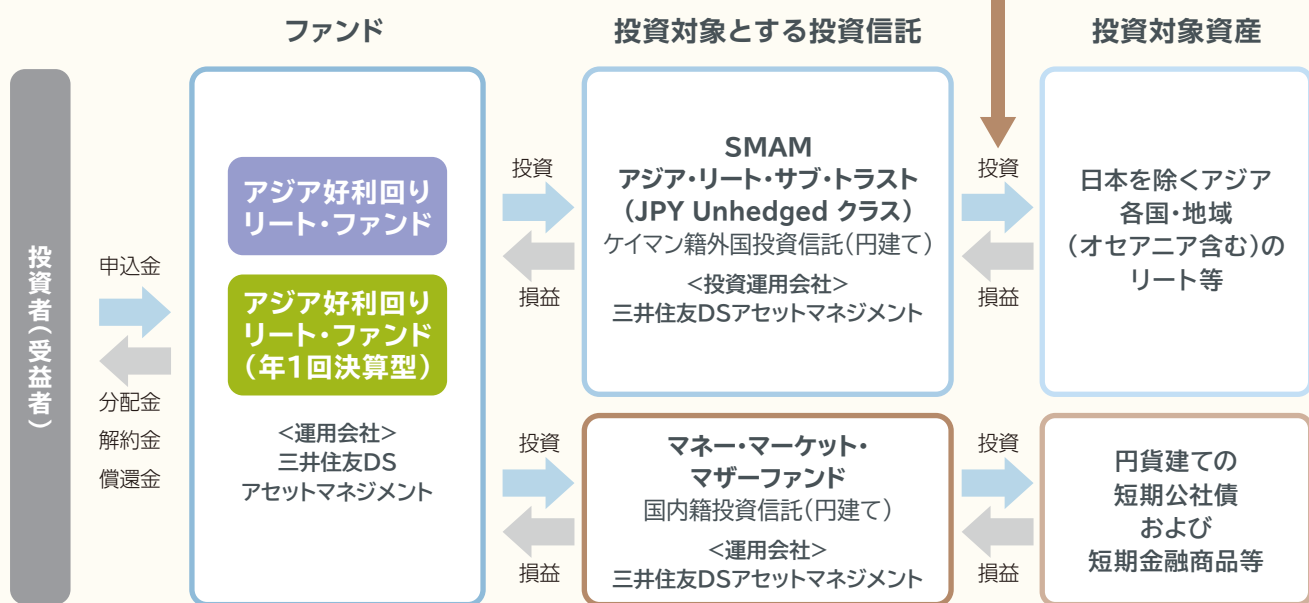 ファンド
投資対象とする投資信託
投資対象資産
投資者(受益者)
申込金
分配金
解約金
償還金
アジア好利回り
リート・ファンド
アジア好利回り
リート・ファンド
(年1回決算型)
<運用会社>
三井住友DS
アセットマネジメント
投資
損益
SMAM
アジア・リート・サブ・トラスト
(JPY Unhedged クラス)
ケイマン籍外国投資信託(円建て)
<投資運用会社>
三井住友DSアセットマネジメント
投資
損益
日本を除くアジア
各国・地域
(オセアニア含む)の
リート等
投資
損益
マネー・マーケット・
マザーファンド
国内籍投資信託(円建て)
<運用会社>
三井住友DSアセットマネジメント
投資
損益
円貨建ての
短期公社債
および
短期金融商品等